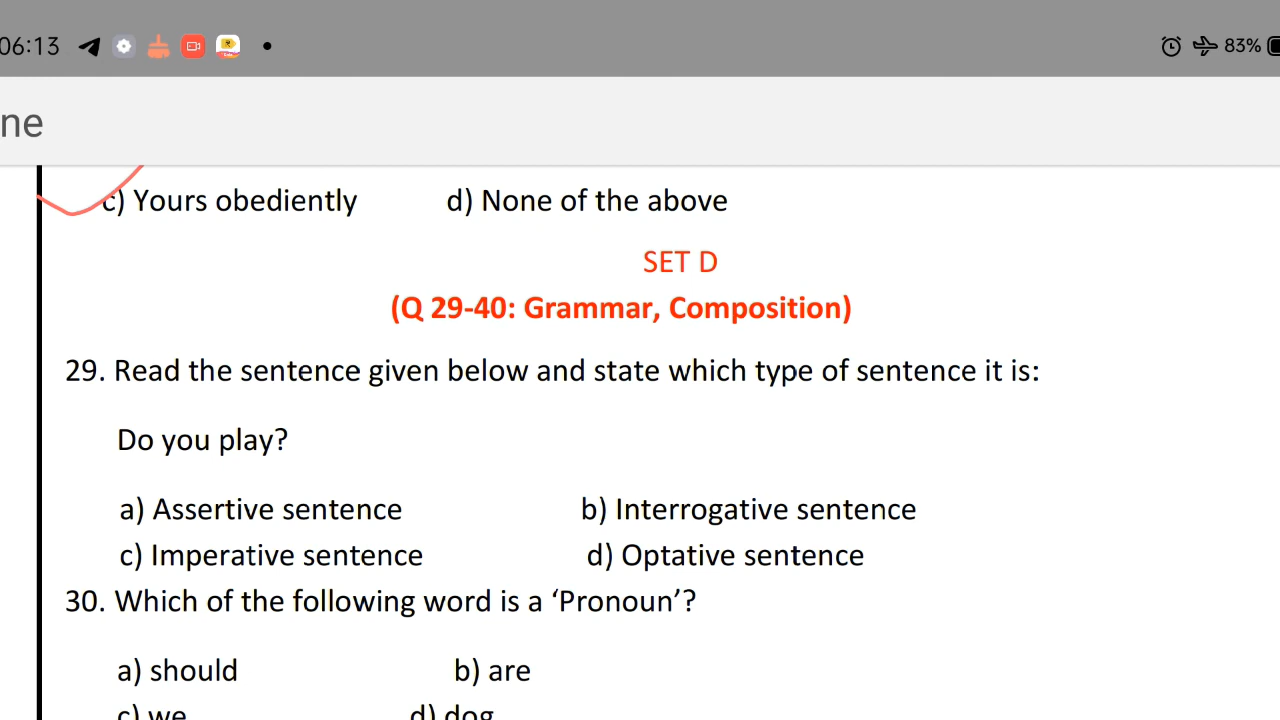 06:13
83%
ne
c) Yours obediently d) None of the above
SET D
(Q 29-40: Grammar, Composition)
29. Read the sentence given below and state which type of sentence it is:
Do you play?
a) Assertive sentence b) Interrogative sentence
c) Imperative sentence d) Optative sentence
30. Which of the following word is a ‘Pronoun’?
a) should b) are
c) we d) dog